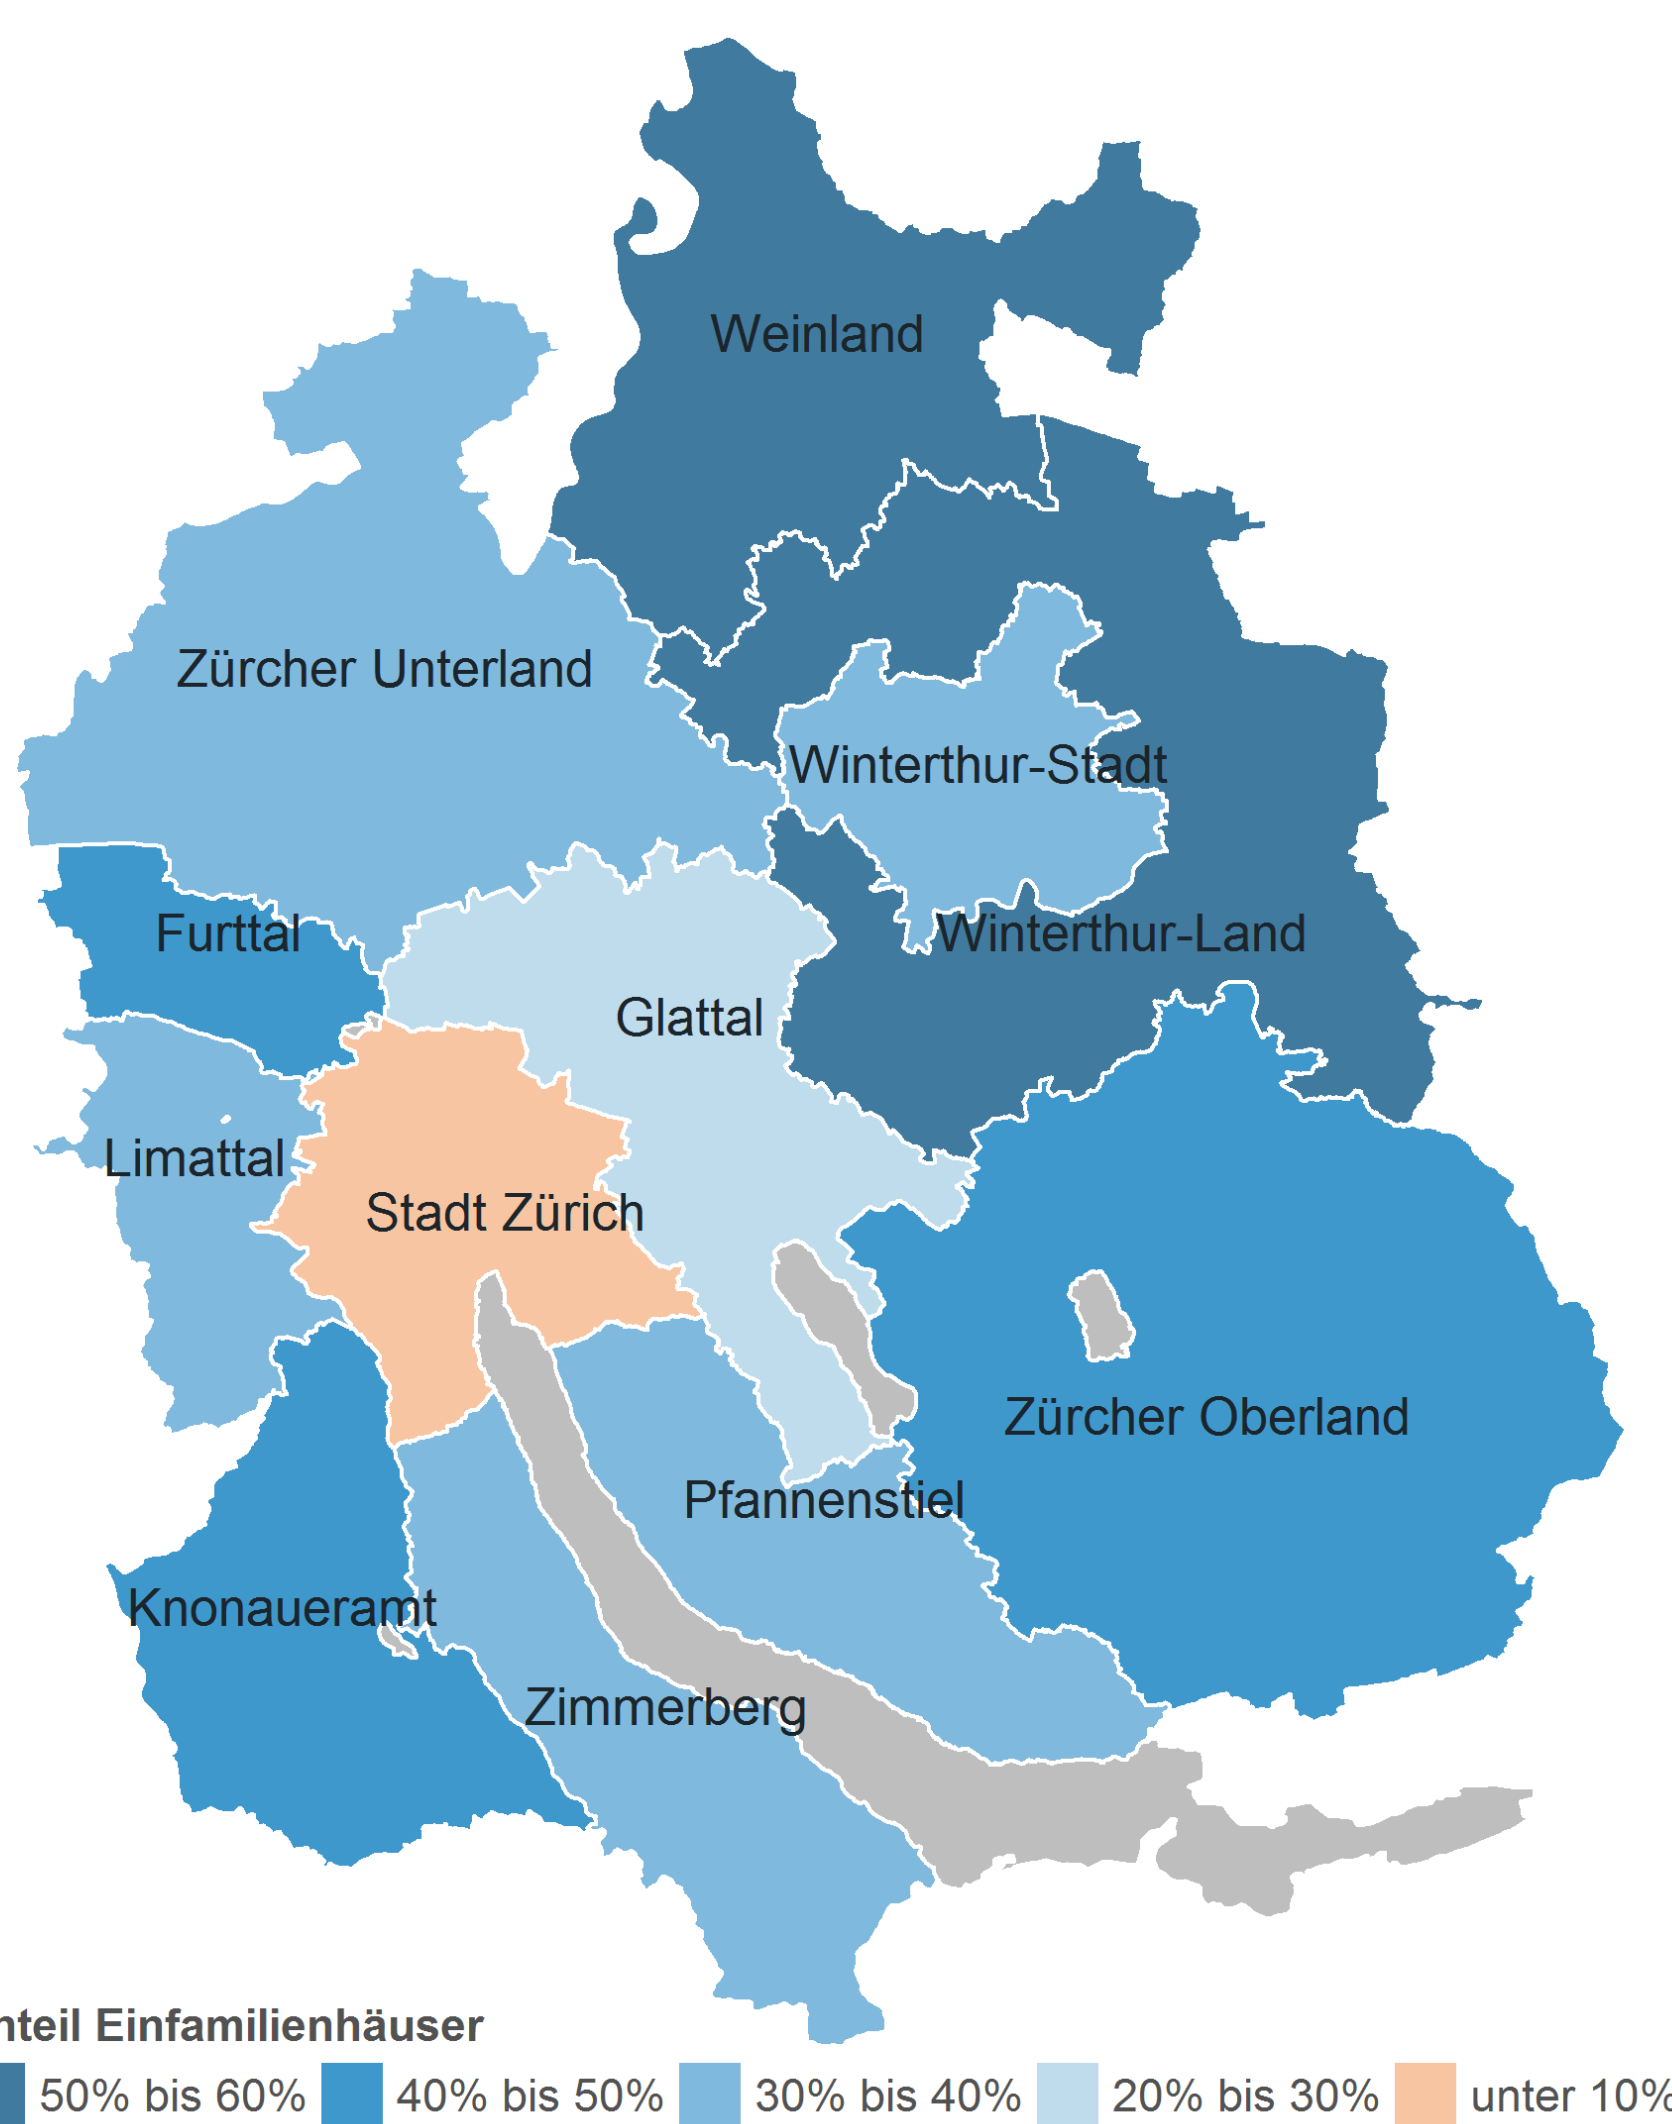 Weinland
Zürcher Unterland
Winterthur-Stadt
Furttal
Winterthur-Land
Glattal
Limattal
Stadt Zürich
Zürcher Oberland
Pfannenstiel
Knonaueramt
Zimmerberg
nteil Einfamilienhäuser
50% bis 60% 40% bis 50% 30% bis 40% 20% bis 30% unter 10%